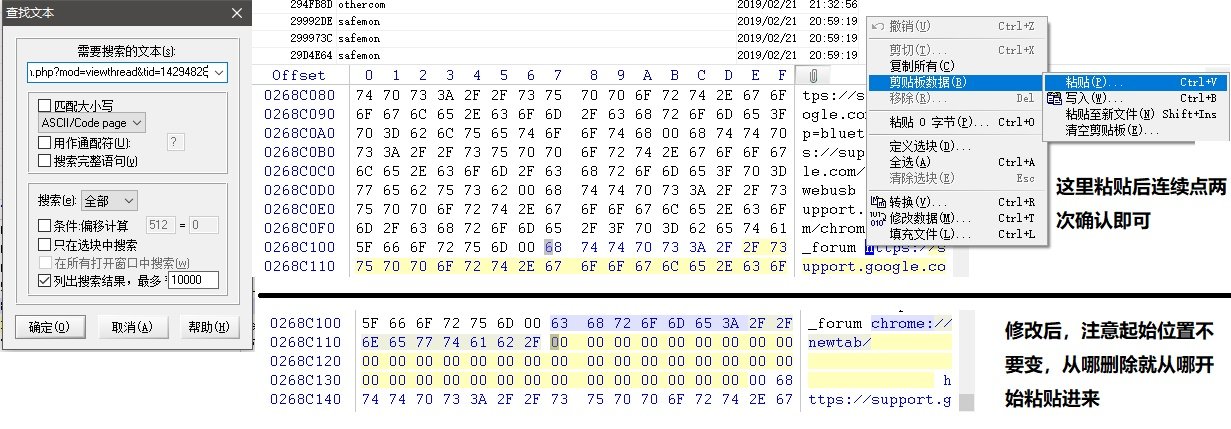 查找文本
需要搜索的文本(s):
.php?mod=viewthread&tid=1429482
匹配大小写
ASCII/Code page
用作通配符(U):
?
搜索完整语句(y)
搜索(e): 全部
条件:偏移计算 512 = 0
只在选块中搜索
在所有打开窗口中搜索(w)
列出搜索结果，最多 10000
确定(O) 取消(A) 帮助(H)
294FB8D othercom 2019/02/21 21:32:56
29992DE safemon 2019/02/21 20:59:19
299973C safemon 2019/02/21 20:59:19
29D4E64 safemon 2019/02/21 20:59:19
Offset 0 1 2 3 4 5 6 7 8 9 A B C D E F
0268C080 74 70 73 3A 2F 2F 73 75 70 70 6F 72 74 2E 67 6F tps://s
0268C090 6F 67 6C 65 2E 63 6F 6D 2F 63 68 72 6F 6D 65 3F ogle.co
0268C0A0 70 3D 62 6C 75 65 74 6F 6F 74 68 00 68 74 74 70 p=bluet
0268C0B0 73 3A 2F 2F 73 75 70 70 6F 72 74 2E 67 6F 6F 67 s://sup
0268C0C0 6C 65 2E 63 6F 6D 2F 63 68 72 6F 6D 65 3F 70 3D le.com/
0268C0D0 77 65 62 75 73 62 00 68 74 74 70 73 3A 2F 2F 73 webusb
0268C0E0 75 70 70 6F 72 74 2E 67 6F 6F 67 6C 65 2E 63 6F upport.
0268C0F0 6D 2F 63 68 72 6F 6D 65 2F 3F 70 3D 62 65 74 61 m/chrom
0268C100 5F 66 6F 72 75 6D 00 68 74 74 70 73 3A 2F 2F 73 _forum https://s
0268C110 75 70 70 6F 72 74 2E 67 6F 6F 67 6C 65 2E 63 6F upport.google.co
撤销(U) Ctrl+Z
剪切(T)... Ctrl+X
复制所有(C)
剪贴板数据(B)
移除(R)... Del
粘贴 0 字节(P)... Ctrl+O
定义选块(D)...
全选(A) Ctrl+A
清除选块(E) Esc
转换(V)... Ctrl+R
修改数据(M)... Ctrl+T
填充文件(L)... Ctrl+L
粘贴(P)... Ctrl+V
写入(W)... Ctrl+B
粘贴至新文件(N) Shift+Ins
清空剪贴板(E)...
这里粘贴后连续点两
次确认即可
0268C100 5F 66 6F 72 75 6D 00 63 68 72 6F 6D 65 3A 2F 2F _forum chrome://
0268C110 6E 65 77 74 61 62 2F 00 00 00 00 00 00 00 00 00 newtab/
0268C120 00 00 00 00 00 00 00 00 00 00 00 00 00 00 00 00
0268C130 00 00 00 00 00 00 00 00 00 00 00 00 00 00 00 68 h
0268C140 74 74 70 73 3A 2F 2F 73 75 70 70 6F 72 74 2E 67 ttps://support.g
修改后，注意起始位置不
要变，从哪删除就从哪开
始粘贴进来